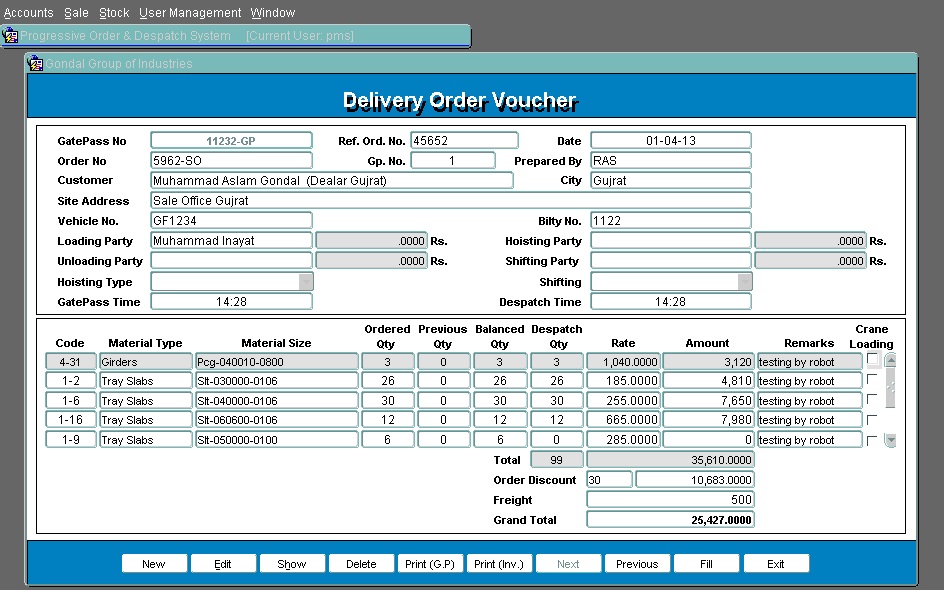 Accounts Sale Stock User Management Window
Progressive Order & Despatch System [Current User: pms]
Gondal Group of Industries
Delivery Order Voucher
GatePass No 11232-GP Ref. Ord. No. 45652 Date 01-04-13
Order No 5962-SO Gp. No. 1 Prepared By RAS
Customer Muhammad Aslam Gondal (Dealar Gujrat) City Gujrat
Site Address Sale Office Gujrat
Vehicle No. GF1234 Bilty No. 1122
Loading Party Muhammad Inayat .0000 Rs. Hoisting Party .0000 Rs.
Unloading Party .0000 Rs. Shifting Party .0000 Rs.
Hoisting Type Shifting
GatePass Time 14:28 Despatch Time 14:28
Ordered Previous Balanced Despatch Crane
Code Material Type Material Size Qty Qty Qty Qty Rate Amount Remarks Loading
4-31 Girders Pcg-040010-0800 3 0 3 3 1,040.0000 3,120 testing by robot
1-2 Tray Slabs Slt-030000-0106 26 0 26 26 185.0000 4,810 testing by robot
1-6 Tray Slabs Slt-040000-0106 30 0 30 30 255.0000 7,650 testing by robot
1-16 Tray Slabs Slt-060600-0106 12 0 12 12 665.0000 7,980 testing by robot
1-9 Tray Slabs Slt-050000-0100 6 0 6 0 285.0000 0 testing by robot
Total 99 35,610.0000
Order Discount 30 10,683.0000
Freight 500
Grand Total 25,427.0000
New Edit Show Delete Print (G.P) Print (Inv.) Next Previous Fill Exit